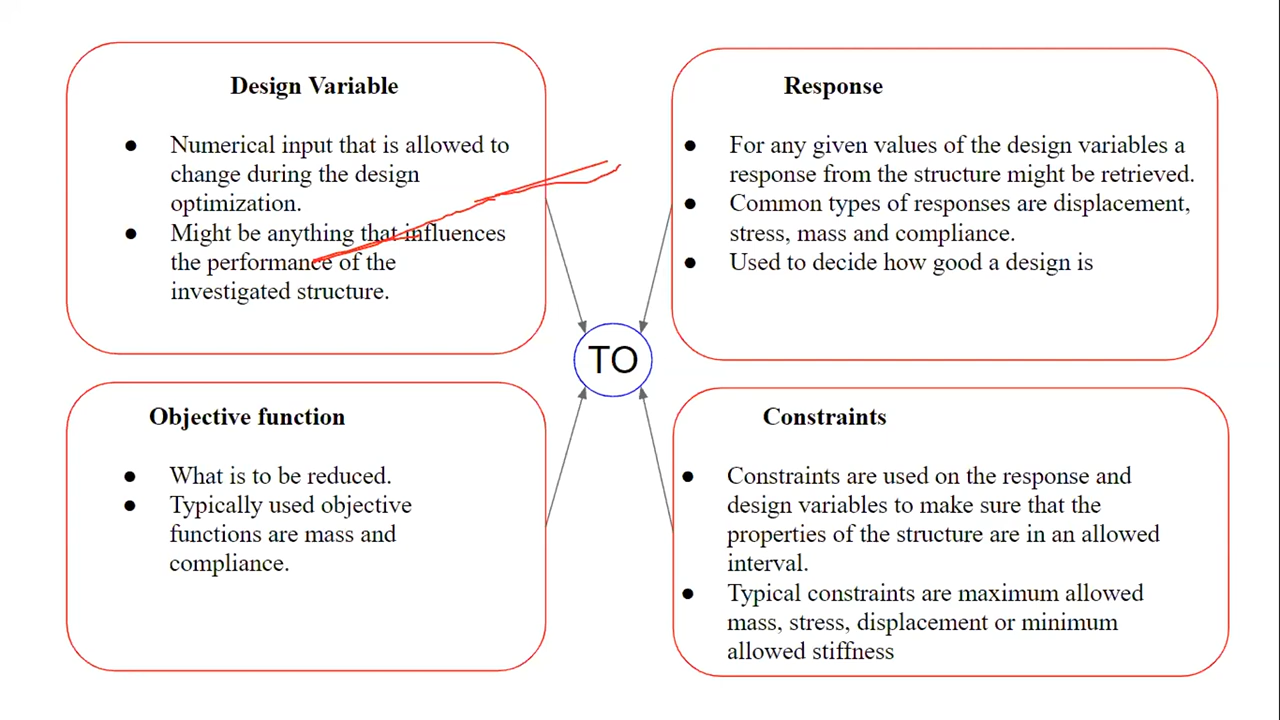 Design Variable
● Numerical input that is allowed to
change during the design
optimization.
● Might be anything that influences
the performance of the
investigated structure.
Response
● For any given values of the design variables a
response from the structure might be retrieved.
● Common types of responses are displacement,
stress, mass and compliance.
● Used to decide how good a design is
TO
Objective function
● What is to be reduced.
● Typically used objective
functions are mass and
compliance.
Constraints
● Constraints are used on the response and
design variables to make sure that the
properties of the structure are in an allowed
interval.
● Typical constraints are maximum allowed
mass, stress, displacement or minimum
allowed stiffness